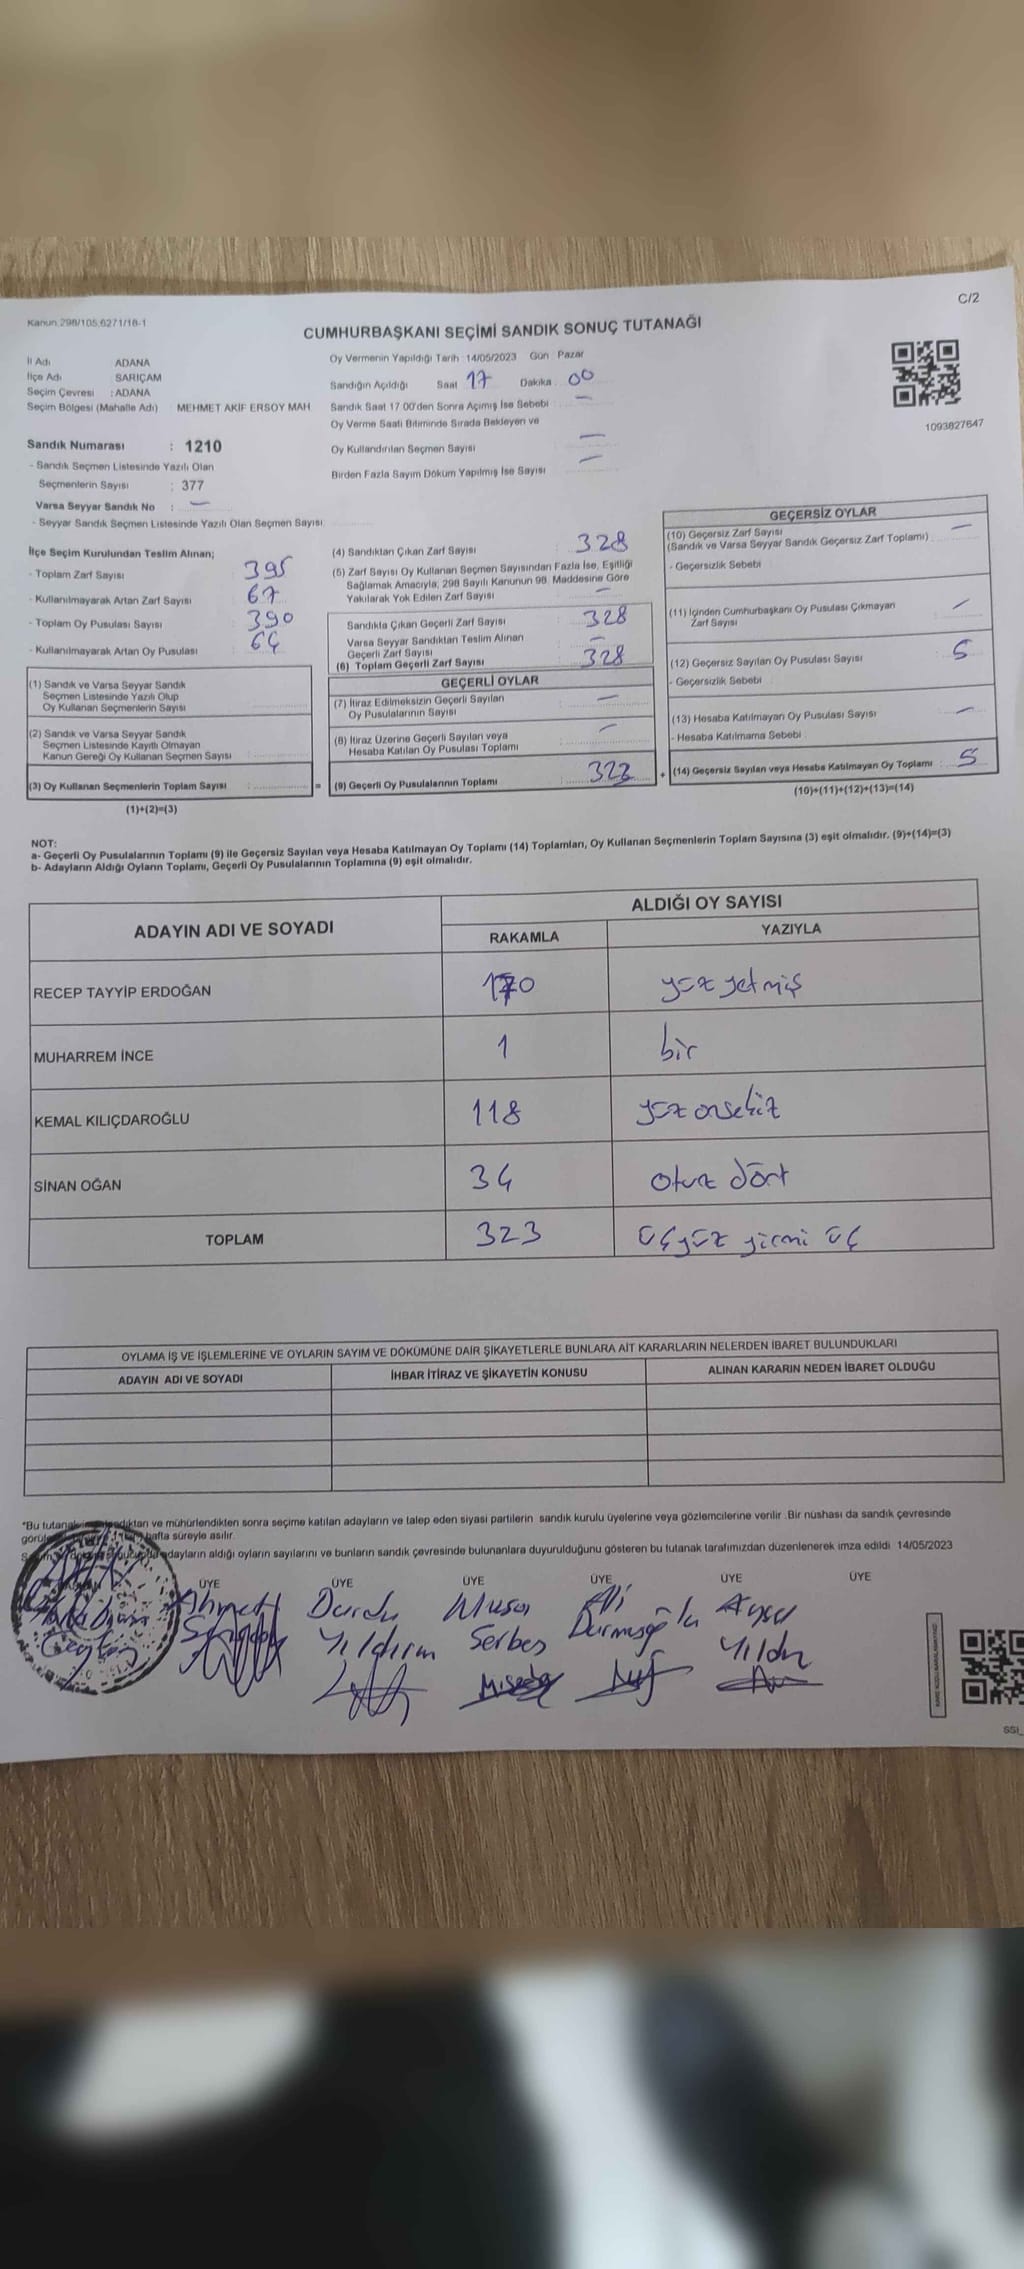 C/2
Kanun 298/105,6271/18-1
CUMHURBAŞKANI SEÇİMİ SANDIK SONUÇ TUTANAĞI
İl Adı ADANA
İlçe Adı SARIÇAM
Seçim Çevresi : ADANA
Seçim Bölgesi (Mahalle Adı) : MEHMET AKİF ERSOY MAH
Oy Vermenin Yapıldığı Tarih 14/05/2023 Gün Pazar
Sandığın Açıldığı Saat 17 Dakika 00
Sandık Saat 17.00'den Sonra Açımış İse Sebebi : —
Oy Verme Saati Bitiminde Sırada Bekleyen ve
Oy Kullandırılan Seçmen Sayısı —
Birden Fazla Sayım Döküm Yapılmış İse Sayısı —
1093827647
Sandık Numarası : 1210
- Sandık Seçmen Listesinde Yazılı Olan
Seçmenlerin Sayısı : 377
Varsa Seyyar Sandık No : —
- Seyyar Sandık Seçmen Listesinde Yazılı Olan Seçmen Sayısı:
İlçe Seçim Kurulundan Teslim Alınan;
- Toplam Zarf Sayısı : 395
- Kullanılmayarak Artan Zarf Sayısı : 67
- Toplam Oy Pusulası Sayısı : 390
- Kullanılmayarak Artan Oy Pusulası : 64
(1) Sandık ve Varsa Seyyar Sandık
Seçmen Listesinde Yazılı Olup
Oy Kullanan Seçmenlerin Sayısı :
(2) Sandık ve Varsa Seyyar Sandık
Seçmen Listesinde Kayıtlı Olmayan
Kanun Gereği Oy Kullanan Seçmen Sayısı :
(3) Oy Kullanan Seçmenlerin Toplam Sayısı : =
(1)+(2)=(3)
(4) Sandıktan Çıkan Zarf Sayısı : 328
(5) Zarf Sayısı Oy Kullanan Seçmen Sayısından Fazla İse, Eşitliği
Sağlamak Amacıyla, 298 Sayılı Kanunun 98. Maddesine Göre
Yakılarak Yok Edilen Zarf Sayısı : —
Sandıkta Çıkan Geçerli Zarf Sayısı : 328
Varsa Seyyar Sandıktan Teslim Alınan
Geçerli Zarf Sayısı : —
(6) Toplam Geçerli Zarf Sayısı : 328
GEÇERLİ OYLAR
(7) İtiraz Edilmeksizin Geçerli Sayılan
Oy Pusulalarının Sayısı : —
(8) İtiraz Üzerine Geçerli Sayılan veya
Hesaba Katılan Oy Pusulası Toplamı : —
(9) Geçerli Oy Pusulalarının Toplamı : 323 +
GEÇERSİZ OYLAR
(10) Geçersiz Zarf Sayısı
(Sandık ve Varsa Seyyar Sandık Geçersiz Zarf Toplamı) —
- Geçersizlik Sebebi
(11) İçinden Cumhurbaşkanı Oy Pusulası Çıkmayan
Zarf Sayısı —
(12) Geçersiz Sayılan Oy Pusulası Sayısı : 5
- Geçersizlik Sebebi
(13) Hesaba Katılmayan Oy Pusulası Sayısı : —
- Hesaba Katılmama Sebebi
(14) Geçersiz Sayılan veya Hesaba Katılmayan Oy Toplamı : 5
(10)+(11)+(12)+(13)=(14)
NOT:
a- Geçerli Oy Pusulalarının Toplamı (9) ile Geçersiz Sayılan veya Hesaba Katılmayan Oy Toplamı (14) Toplamları, Oy Kullanan Seçmenlerin Toplam Sayısına (3) eşit olmalıdır. (9)+(14)=(3)
b- Adayların Aldığı Oyların Toplamı, Geçerli Oy Pusulalarının Toplamına (9) eşit olmalıdır.
ADAYIN ADI VE SOYADI
ALDIĞI OY SAYISI
RAKAMLA YAZIYLA
RECEP TAYYİP ERDOĞAN 170 yüz yetmiş
MUHARREM İNCE 1 bir
KEMAL KILIÇDAROĞLU 118 yüz onsekiz
SİNAN OĞAN 34 otuz dört
TOPLAM 323 üçyüz yirmi üç
OYLAMA İŞ VE İŞLEMLERİNE VE OYLARIN SAYIM VE DÖKÜMÜNE DAİR ŞİKAYETLERLE BUNLARA AİT KARARLARIN NELERDEN İBARET BULUNDUKLARI
ADAYIN ADI VE SOYADI İHBAR İTİRAZ VE ŞİKAYETİN KONUSU ALINAN KARARIN NEDEN İBARET OLDUĞU
*Bu tutanak ve mühürlendikten sonra seçime katılan adayların ve talep eden siyasi partilerin sandık kurulu üyelerine veya gözlemcilerine verilir. Bir nüshası da sandık çevresinde
hafta süreyle asılır.
adayların aldığı oyların sayılarını ve bunların sandık çevresinde bulunanlara duyurulduğunu gösteren bu tutanak tarafımızdan düzenlenerek imza edildi 14/05/2023
ÜYE ÜYE ÜYE ÜYE ÜYE ÜYE
Ahmet Durdu Musa Ali Aysel
Yıldırım Serbes Durmuşoğlu Yıldız
Ceylan
SSİ_